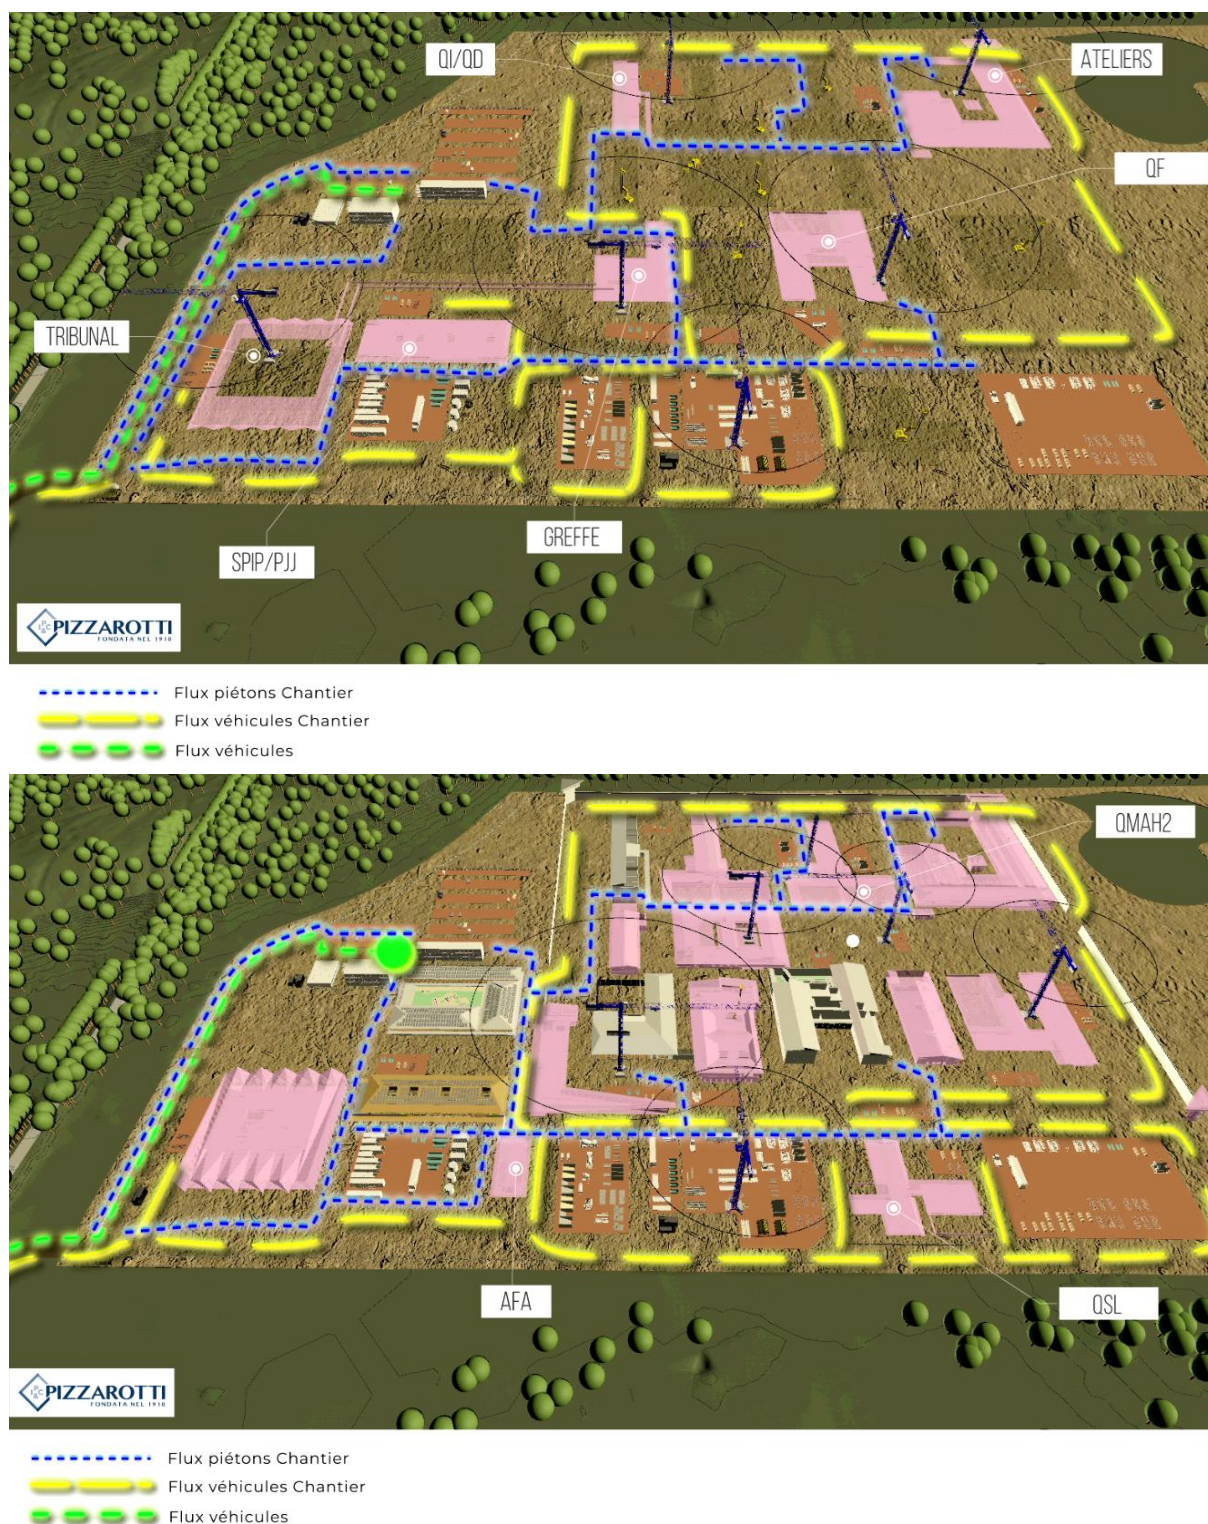 QI/QD
ATELIERS
QF
TRIBUNAL
GREFFE
SPIP/PJJ
PIZZAROTTI
FONDATA NEL 1910
Flux piétons Chantier
Flux véhicules Chantier
Flux véhicules
QMAH2
AFA
QSL
PIZZAROTTI
FONDATA NEL 1910
Flux piétons Chantier
Flux véhicules Chantier
Flux véhicules